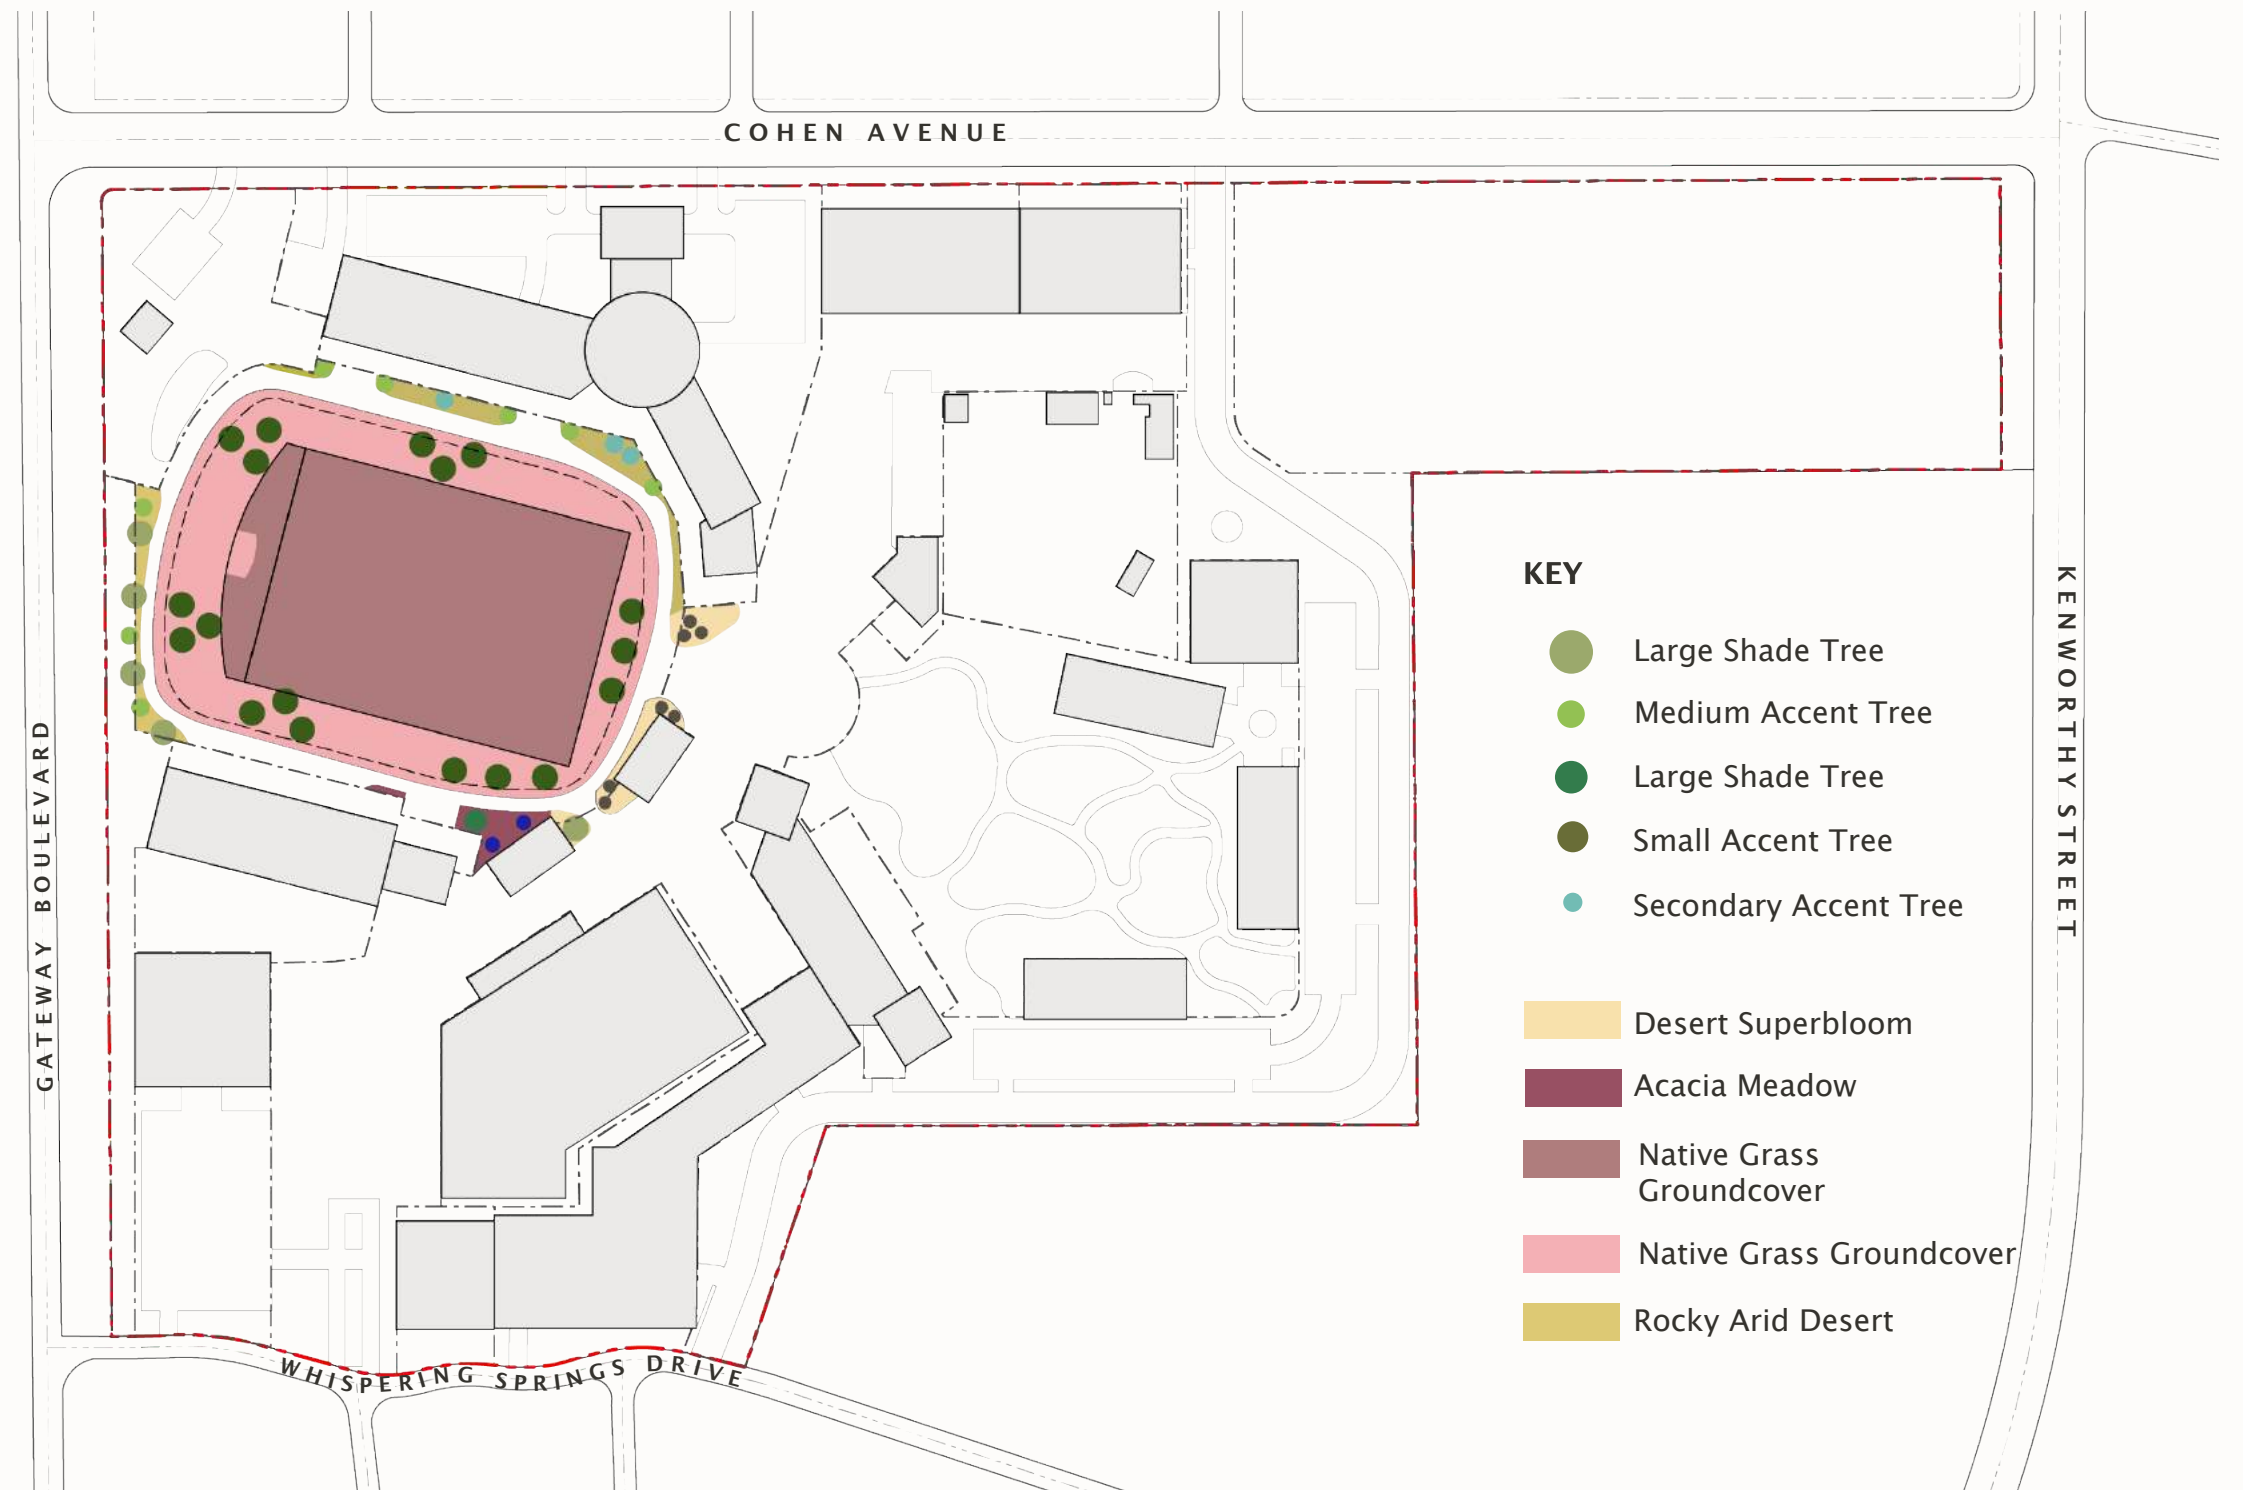 COHEN AVENUE
KEY
Large Shade Tree
Medium Accent Tree
Large Shade Tree
Small Accent Tree
Secondary Accent Tree
Desert Superbloom
Acacia Meadow
Native Grass
Groundcover
Native Grass Groundcover
Rocky Arid Desert
GATEWAY BOULEVARD
KENWORTHY STREET
WHISPERING SPRINGS DRIVE